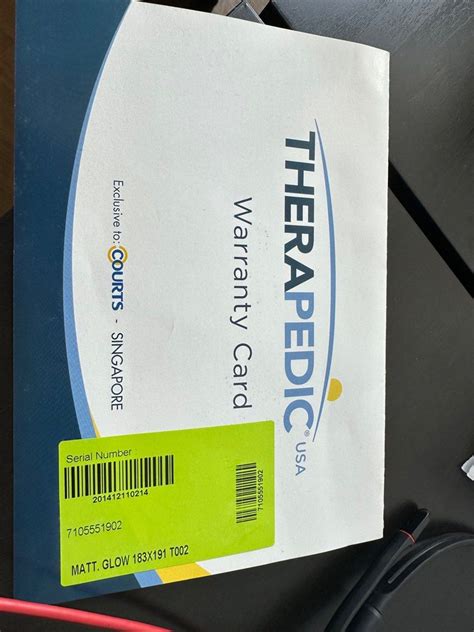 THERAPEDIC® USA
Warranty Card
Exclusive to: COURTS - SINGAPORE
Serial Number
201412110214
7105551902
7105551902
MATT. GLOW 183X191 T002